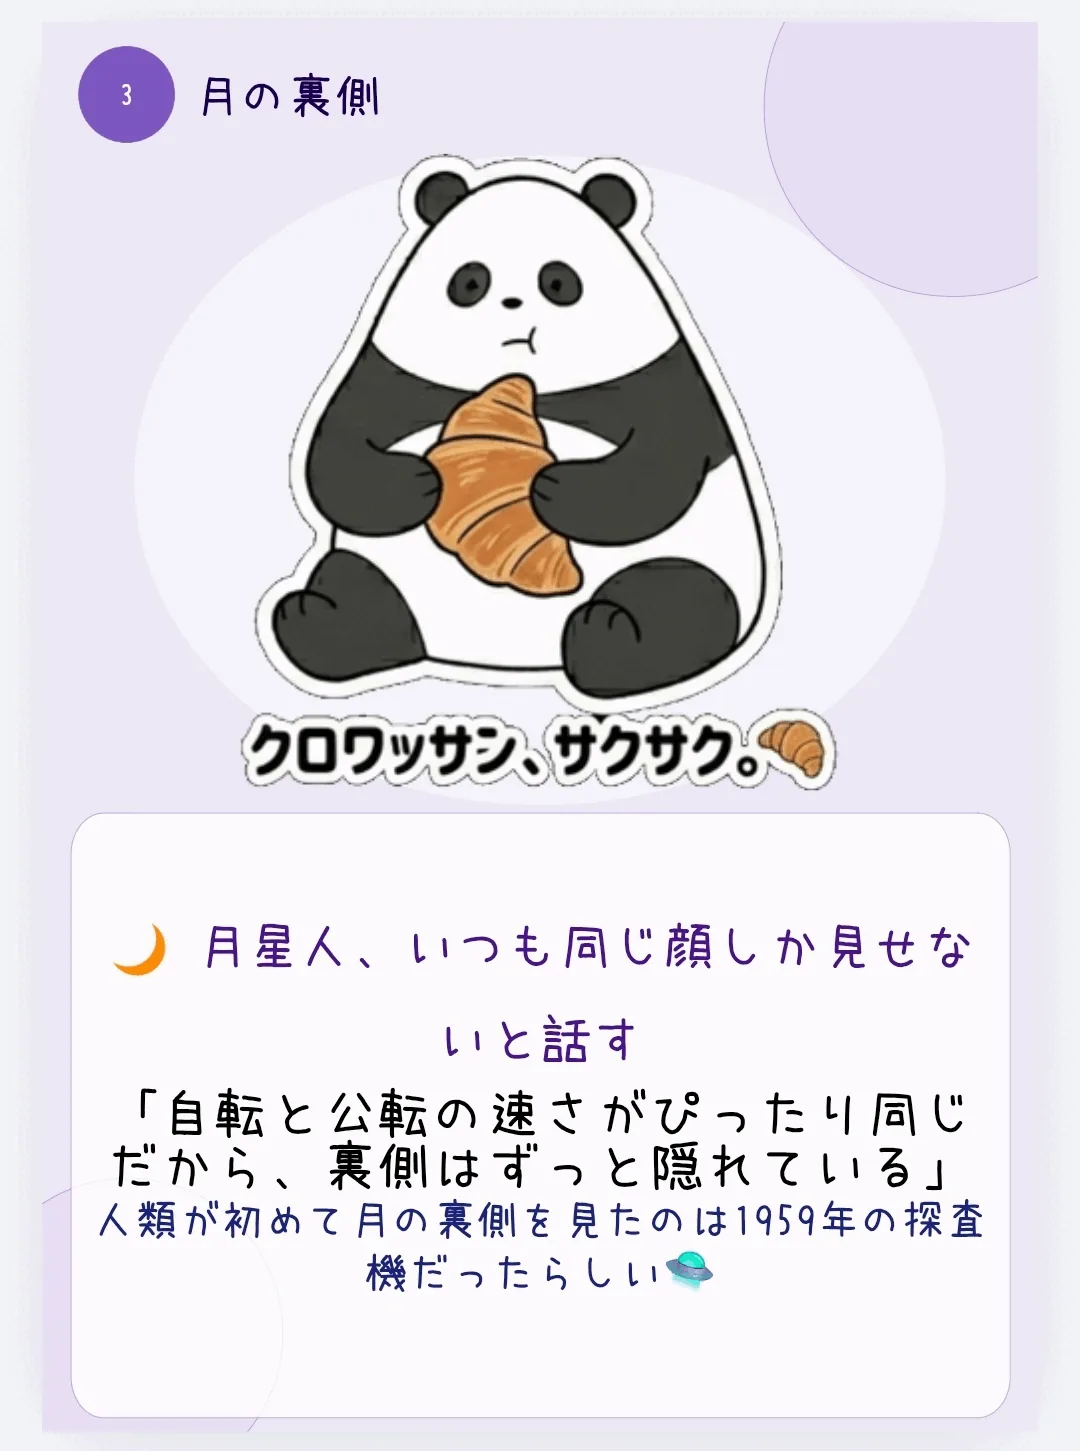 3
月の裏側
クロワッサン、サクサク。🥐
🌙 月星人、いつも同じ顔しか見せな
いと話す
「自転と公転の速さがぴったり同じ
だから、裏側はずっと隠れている」
人類が初めて月の裏側を見たのは1959年の探査
機だったらしい🛸